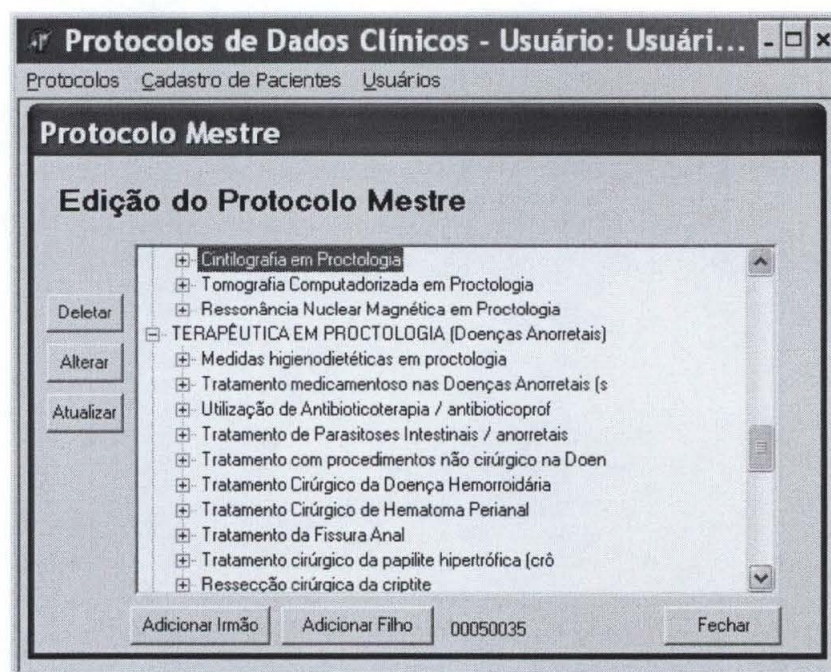 Protocolos de Dados Clínicos - Usuário: Usuári...
Protocolos Cadastro de Pacientes Usuários
Protocolo Mestre
Edição do Protocolo Mestre
Cintilografia em Proctologia
Tomografia Computadorizada em Proctologia
Ressonância Nuclear Magnética em Proctologia
TERAPÊUTICA EM PROCTOLOGIA (Doenças Anorretais)
Medidas higienodietéticas em proctologia
Tratamento medicamentoso nas Doenças Anorretais (s
Utilização de Antibioticoterapia / antibioticoprof
Tratamento de Parasitoses Intestinais / anorretais
Tratamento com procedimentos não cirúrgico na Doen
Tratamento Cirúrgico da Doença Hemorroidária
Tratamento Cirúrgico de Hematoma Perianal
Tratamento da Fissura Anal
Tratamento cirúrgico da papilite hipertrófica (crô
Ressecção cirúrgica da criptite
Deletar
Alterar
Atualizar
Adicionar Irmão Adicionar Filho 00050035 Fechar